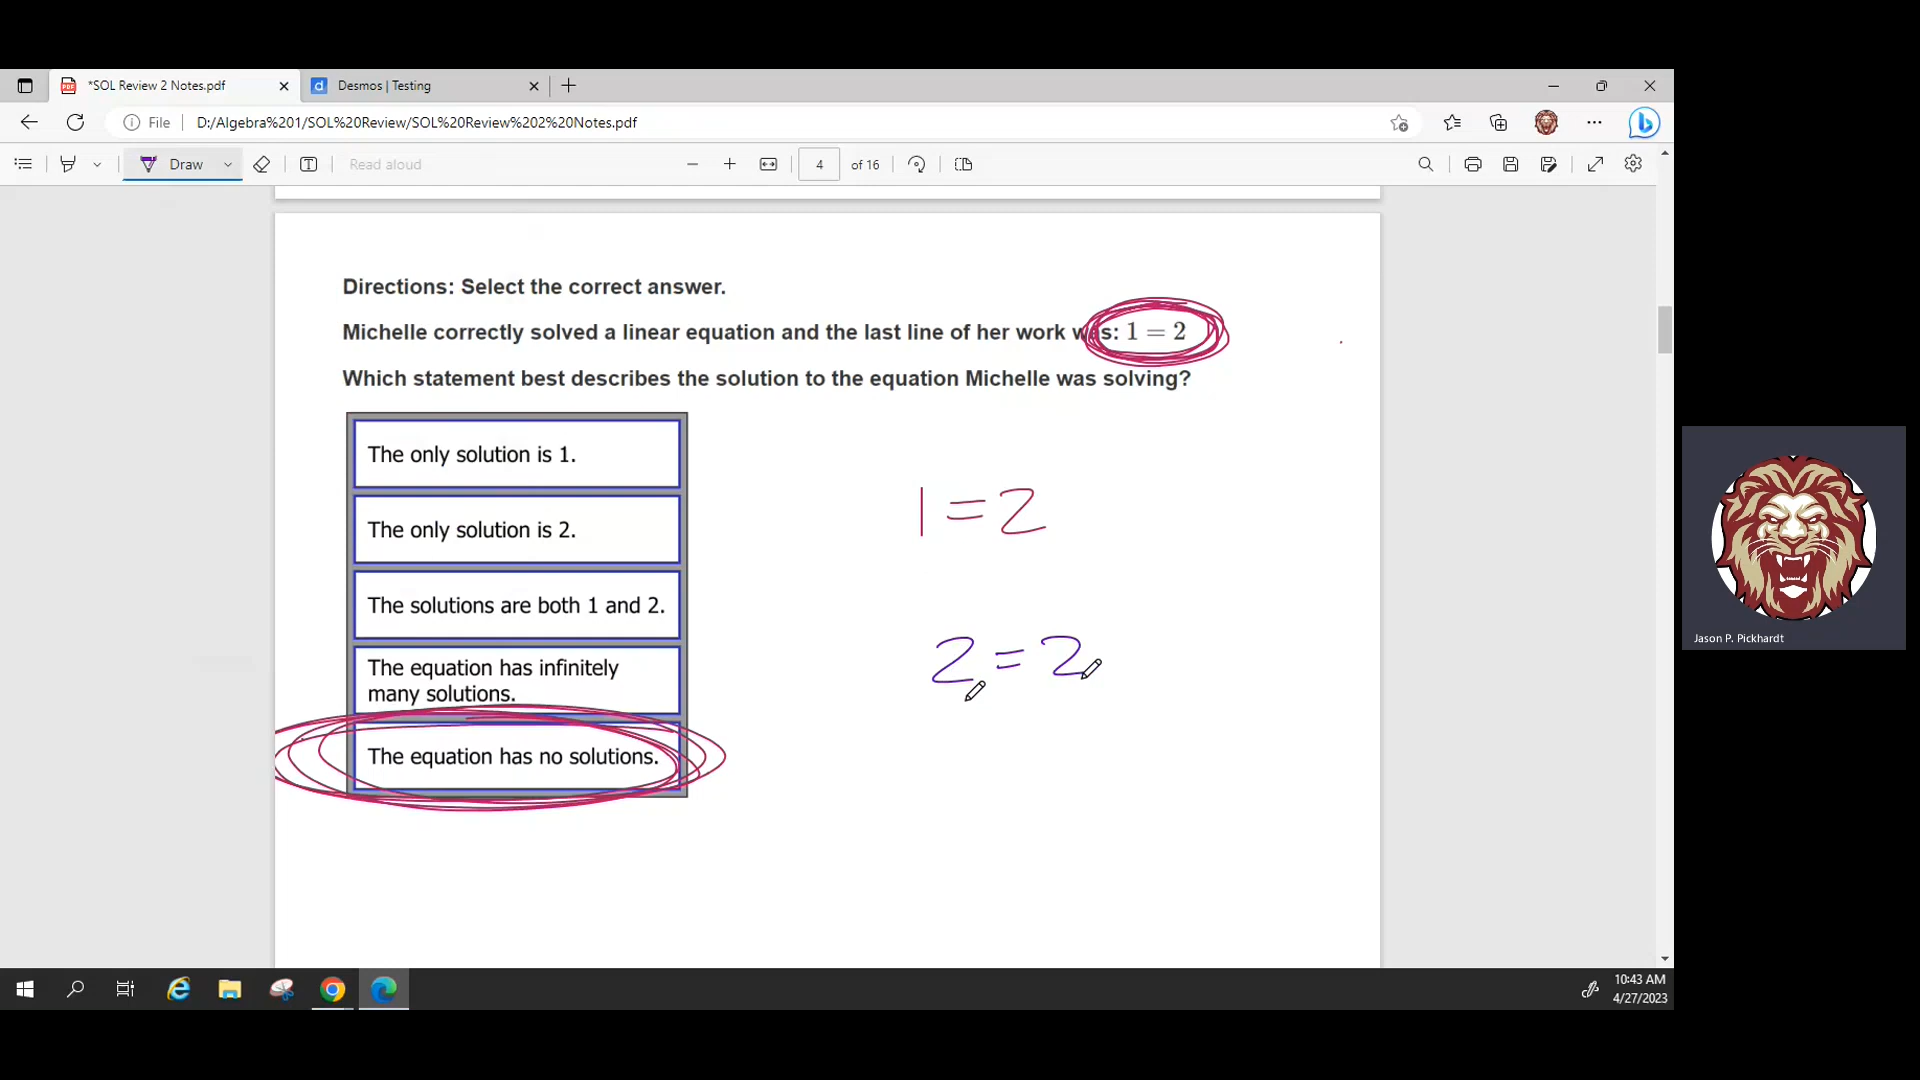 *SOL Review 2 Notes.pdf
Desmos | Testing
File
D:/Algebra%201/SOL%20Review/SOL%20Review%202%20Notes.pdf
Draw
Read aloud
4
of 16
Directions: Select the correct answer.
Michelle correctly solved a linear equation and the last line of her work was: 1 = 2
Which statement best describes the solution to the equation Michelle was solving?
The only solution is 1.
The only solution is 2.
The solutions are both 1 and 2.
The equation has infinitely
many solutions.
The equation has no solutions.
1 = 2
2 = 2
Jason P. Pickhardt
10:43 AM
4/27/2023